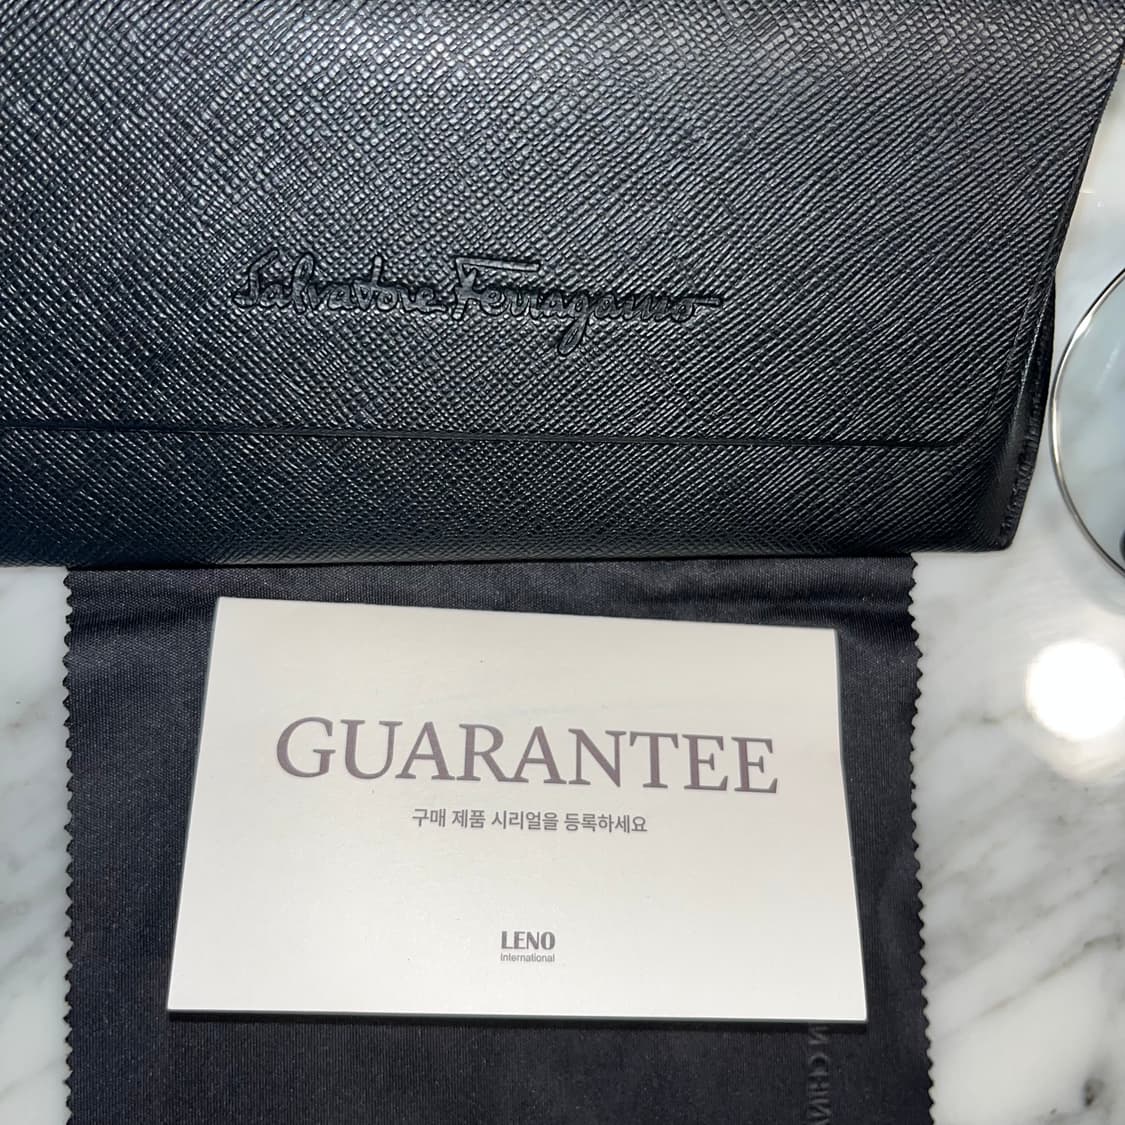 Salvatore Ferragamo
GUARANTEE
구매 제품 시리얼을 등록하세요
LENO
International